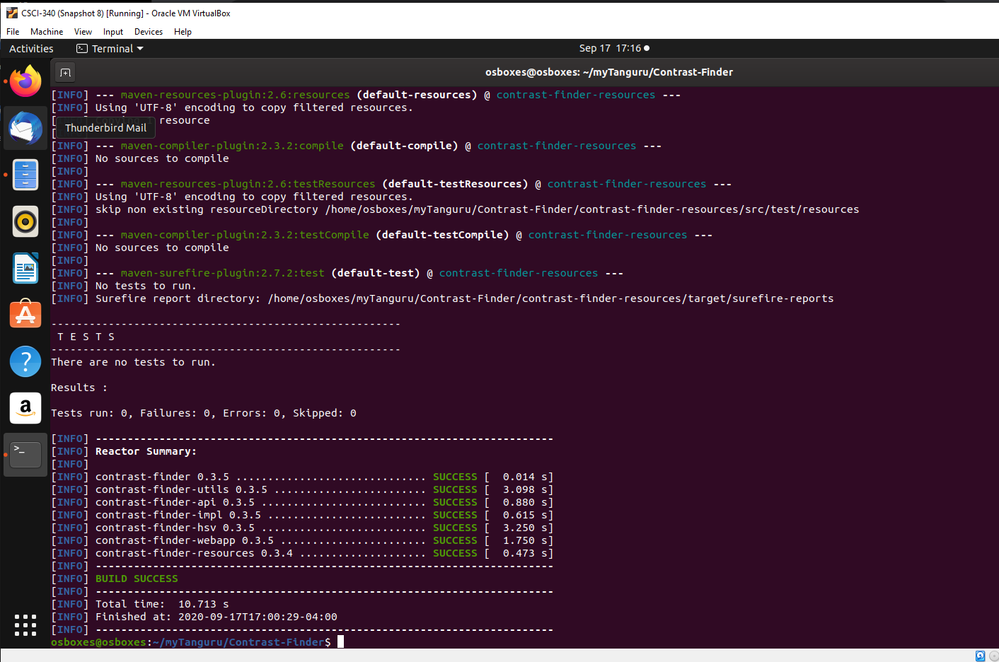 CSCI-340 (Snapshot 8) [Running] - Oracle VM VirtualBox
File Machine View Input Devices Help
Activities Terminal Sep 17 17:16
osboxes@osboxes: ~/myTanguru/Contrast-Finder
[INFO] --- maven-resources-plugin:2.6:resources (default-resources) @ contrast-finder-resources ---
[INFO] Using 'UTF-8' encoding to copy filtered resources.
[ resource
Thunderbird Mail
[
[INFO] --- maven-compiler-plugin:2.3.2:compile (default-compile) @ contrast-finder-resources ---
[INFO] No sources to compile
[INFO]
[INFO] --- maven-resources-plugin:2.6:testResources (default-testResources) @ contrast-finder-resources ---
[INFO] Using 'UTF-8' encoding to copy filtered resources.
[INFO] skip non existing resourceDirectory /home/osboxes/myTanguru/Contrast-Finder/contrast-finder-resources/src/test/resources
[INFO]
[INFO] --- maven-compiler-plugin:2.3.2:testCompile (default-testCompile) @ contrast-finder-resources ---
[INFO] No sources to compile
[INFO]
[INFO] --- maven-surefire-plugin:2.7.2:test (default-test) @ contrast-finder-resources ---
[INFO] No tests to run.
[INFO] Surefire report directory: /home/osboxes/myTanguru/Contrast-Finder/contrast-finder-resources/target/surefire-reports
-------------------------------------------------------
T E S T S
-------------------------------------------------------
There are no tests to run.
Results :
Tests run: 0, Failures: 0, Errors: 0, Skipped: 0
[INFO] ------------------------------------------------------------------------
[INFO] Reactor Summary:
[INFO]
[INFO] contrast-finder 0.3.5 .............................. SUCCESS [  0.014 s]
[INFO] contrast-finder-utils 0.3.5 ........................ SUCCESS [  3.098 s]
[INFO] contrast-finder-api 0.3.5 .......................... SUCCESS [  0.880 s]
[INFO] contrast-finder-impl 0.3.5 ......................... SUCCESS [  0.615 s]
[INFO] contrast-finder-hsv 0.3.5 .......................... SUCCESS [  3.250 s]
[INFO] contrast-finder-webapp 0.3.5 ....................... SUCCESS [  1.750 s]
[INFO] contrast-finder-resources 0.3.4 .................... SUCCESS [  0.473 s]
[INFO] ------------------------------------------------------------------------
[INFO] BUILD SUCCESS
[INFO] ------------------------------------------------------------------------
[INFO] Total time:  10.713 s
[INFO] Finished at: 2020-09-17T17:00:29-04:00
[INFO] ------------------------------------------------------------------------
osboxes@osboxes:~/myTanguru/Contrast-Finder$